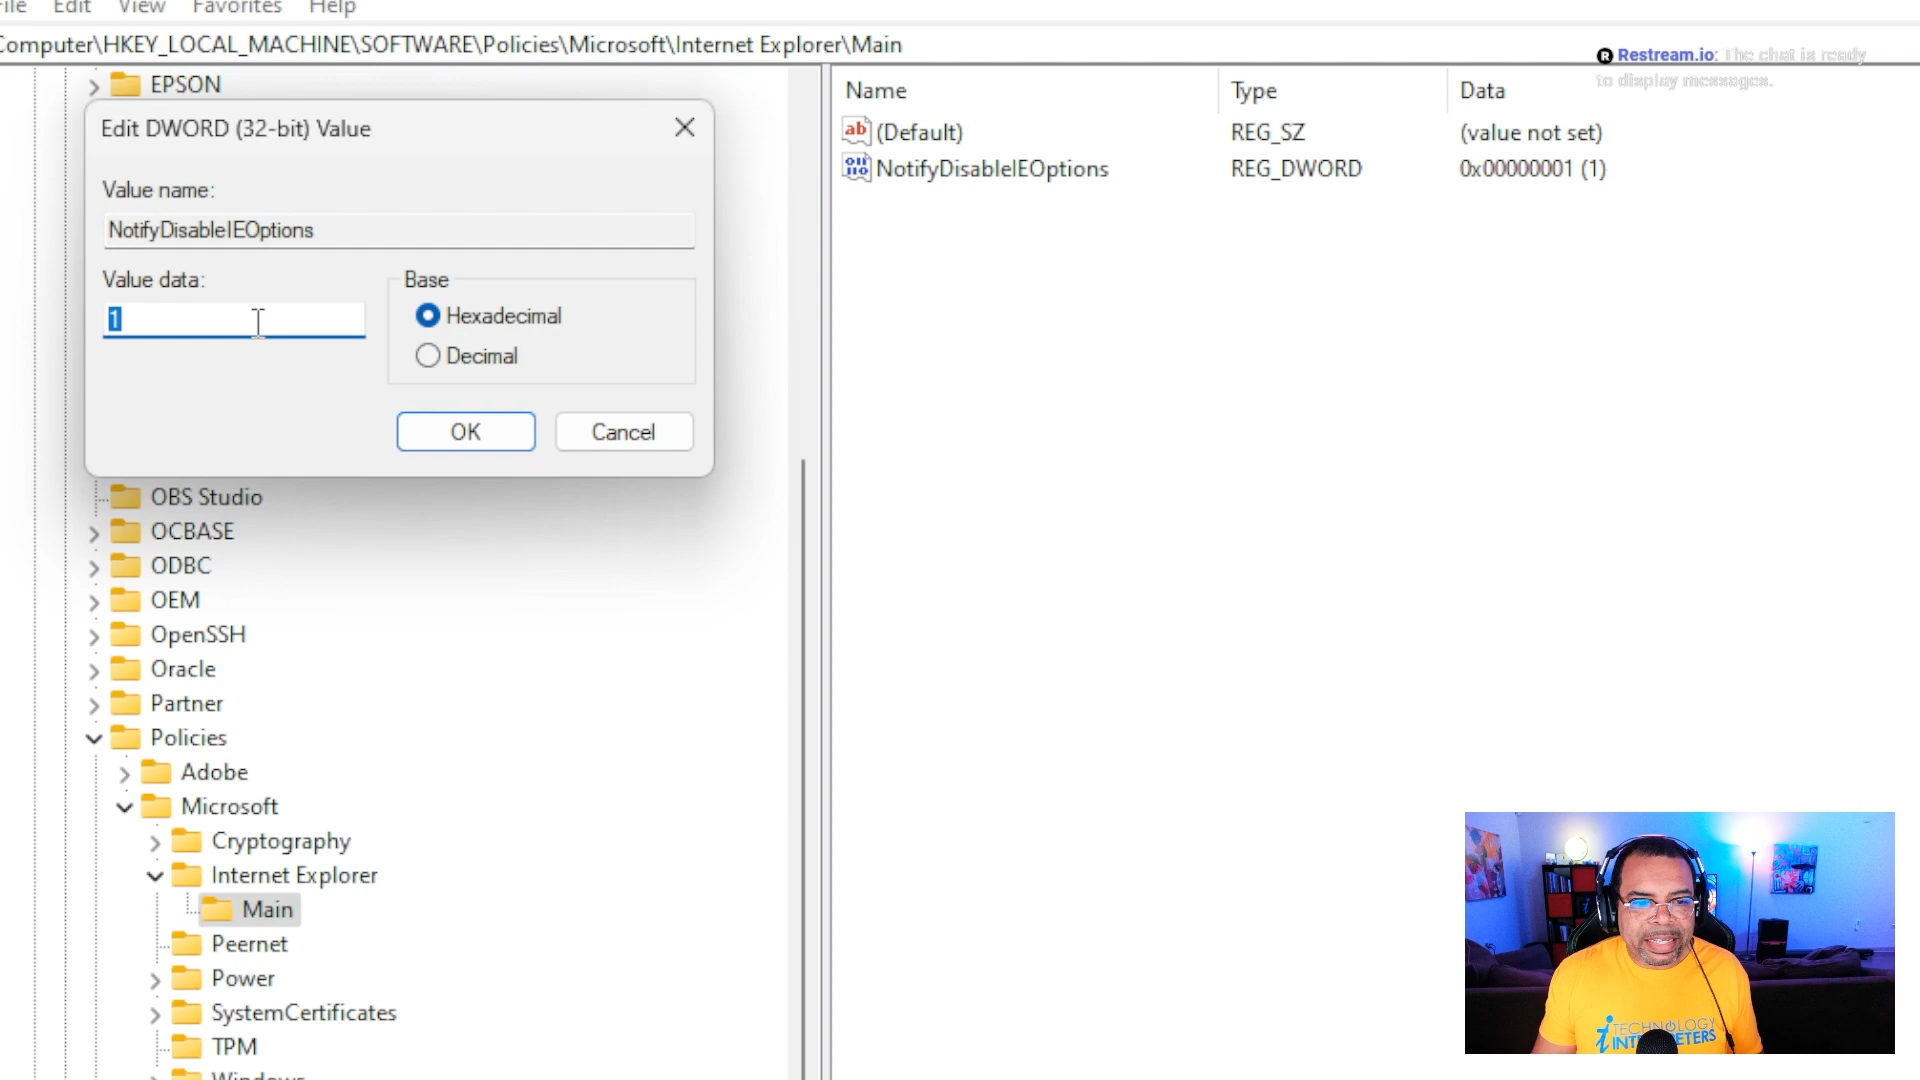 File Edit View Favorites Help
Computer\HKEY_LOCAL_MACHINE\SOFTWARE\Policies\Microsoft\Internet Explorer\Main
Restream.io: The chat is ready
to display messages.
EPSON
Edit DWORD (32-bit) Value
Value name:
NotifyDisableIEOptions
Value data:
1
Base
Hexadecimal
Decimal
OK Cancel
OBS Studio
OCBASE
ODBC
OEM
OpenSSH
Oracle
Partner
Policies
Adobe
Microsoft
Cryptography
Internet Explorer
Main
Peernet
Power
SystemCertificates
TPM
Windows
Name Type Data
(Default) REG_SZ (value not set)
NotifyDisableIEOptions REG_DWORD 0x00000001 (1)
TECHNOLOGY